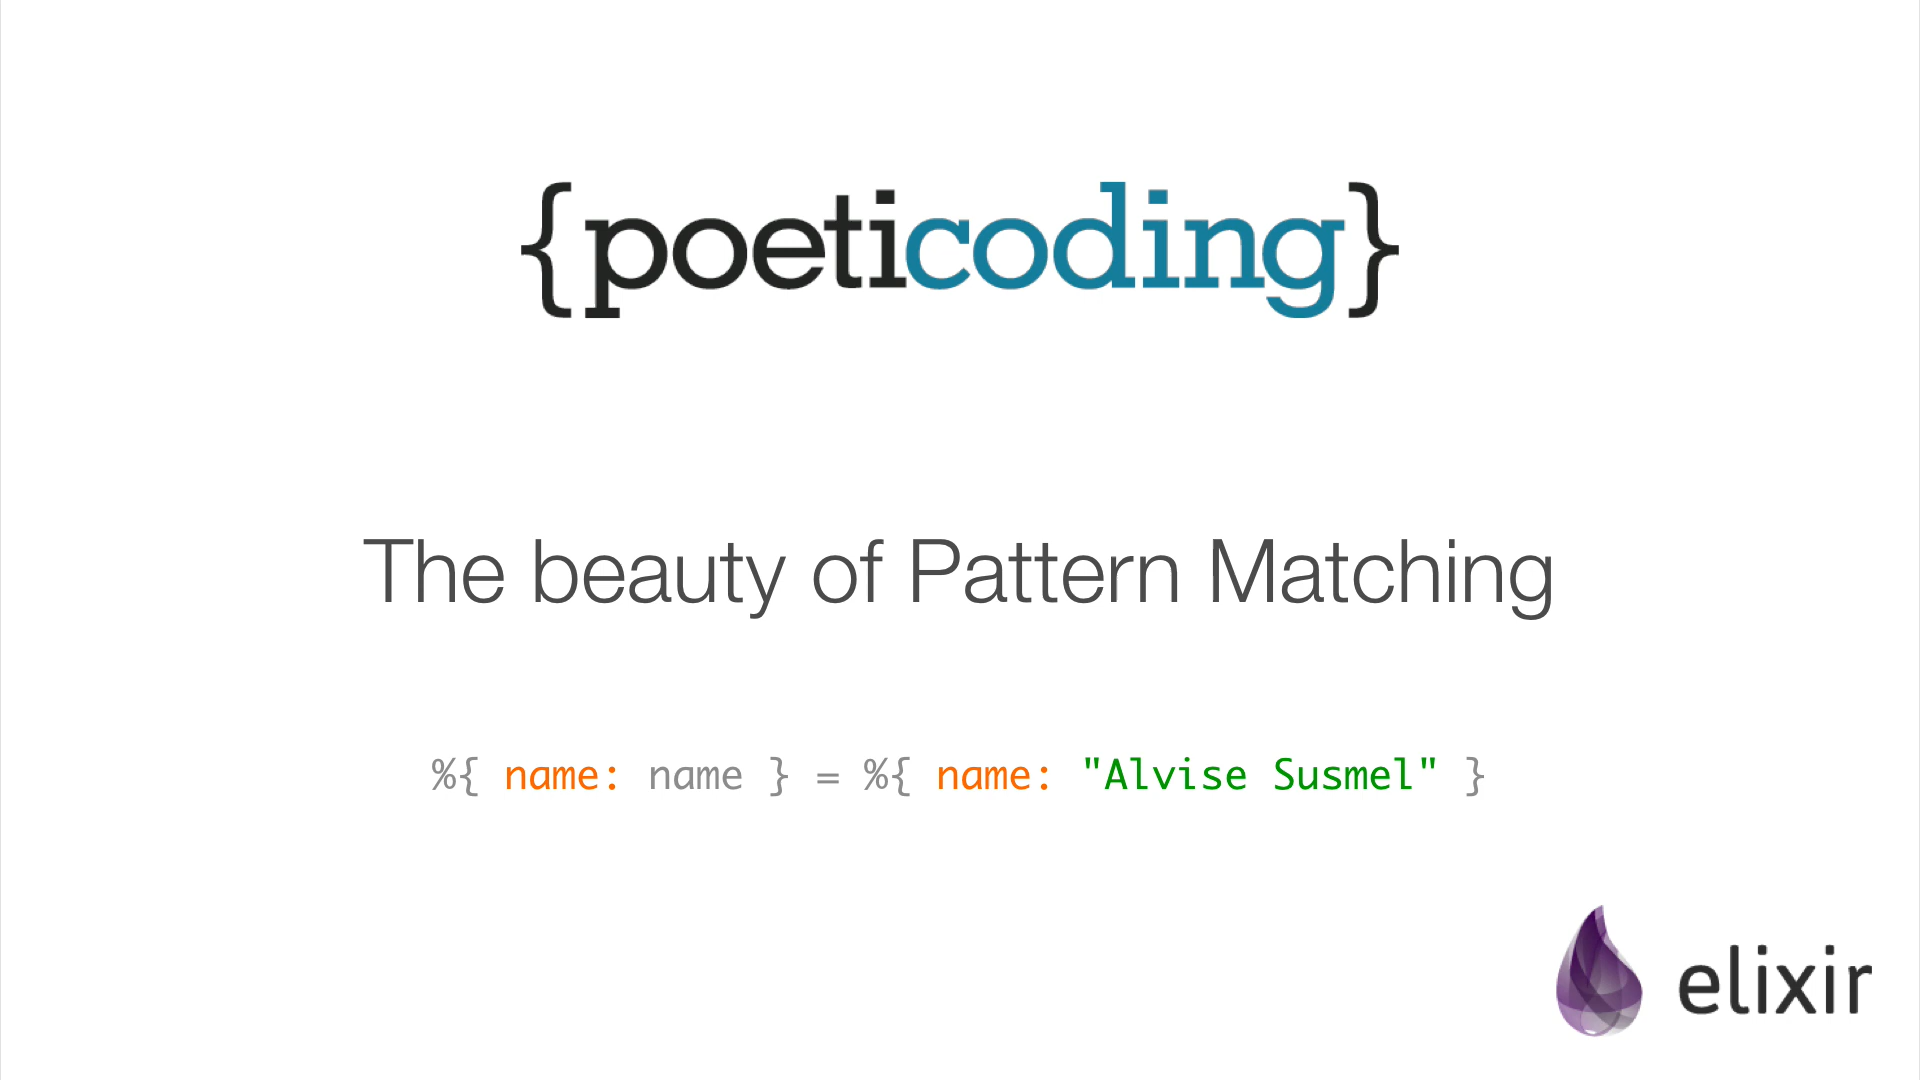 {poeticoding}
The beauty of Pattern Matching
%{ name: name } = %{ name: "Alvise Susmel" }
elixir